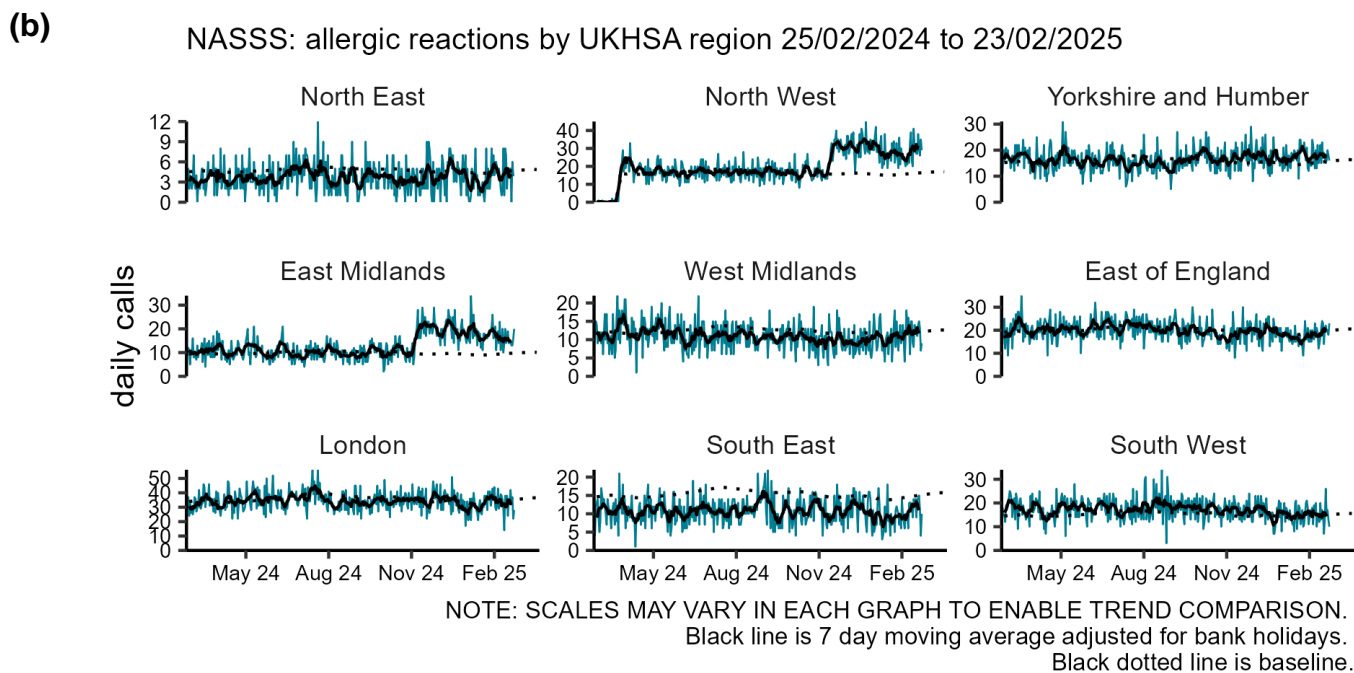 (b)
NASSS: allergic reactions by UKHSA region 25/02/2024 to 23/02/2025
North East
12
9
6
3
0
North West
40
30
20
10
0
Yorkshire and Humber
30
20
10
0
daily calls
East Midlands
30
20
10
0
West Midlands
20
15
10
5
0
East of England
30
20
10
0
London
50
40
30
20
10
0
South East
20
15
10
5
0
South West
30
20
10
0
May 24 Aug 24 Nov 24 Feb 25
May 24 Aug 24 Nov 24 Feb 25
May 24 Aug 24 Nov 24 Feb 25
NOTE: SCALES MAY VARY IN EACH GRAPH TO ENABLE TREND COMPARISON.
Black line is 7 day moving average adjusted for bank holidays.
Black dotted line is baseline.